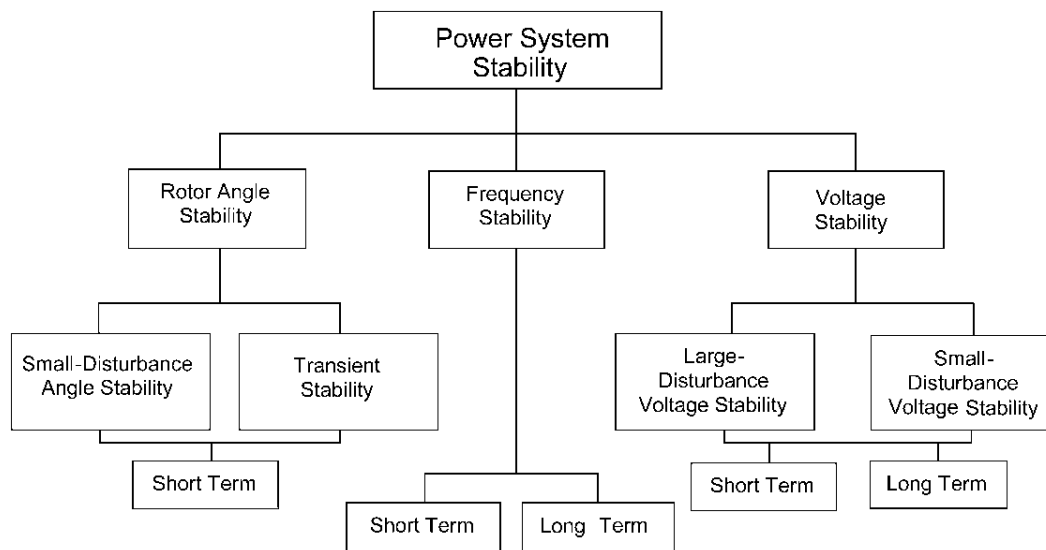 Power System
Stability
Rotor Angle
Stability
Frequency
Stability
Voltage
Stability
Small-Disturbance
Angle Stability
Transient
Stability
Large-
Disturbance
Voltage Stability
Small-
Disturbance
Voltage Stability
Short Term
Short Term
Long Term
Short Term
Long Term